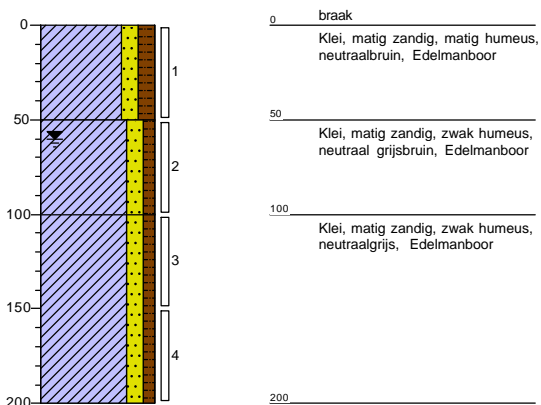 0
50
100
150
200
1
2
3
4
0
braak
Klei, matig zandig, matig humeus,
neutraalbruin, Edelmanboor
50
Klei, matig zandig, zwak humeus,
neutraal grijsbruin, Edelmanboor
100
Klei, matig zandig, zwak humeus,
neutraalgrijs, Edelmanboor
200